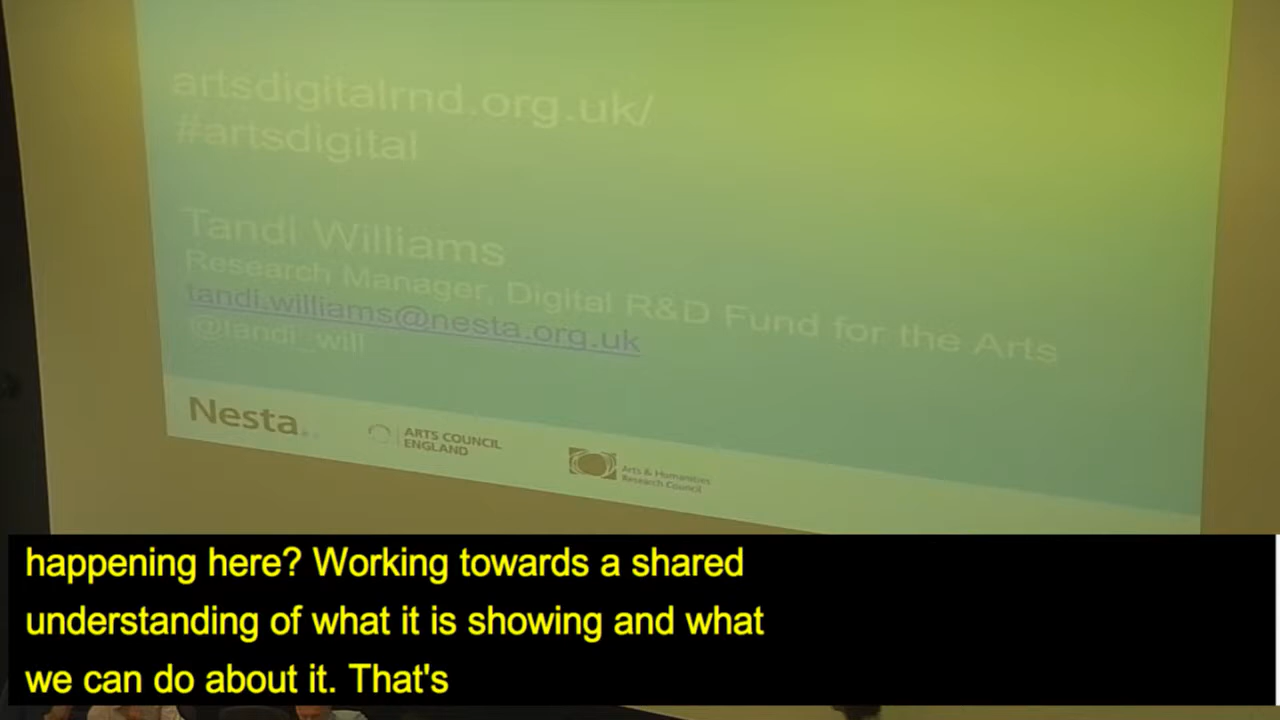 artsdigitalrnd.org.uk/
#artsdigital
Tandi Williams
Research Manager, Digital R&D Fund for the Arts
tandi.williams@nesta.org.uk
@tandi_will
Nesta..
ARTS COUNCIL
ENGLAND
Arts & Humanities
Research Council
happening here? Working towards a shared
understanding of what it is showing and what
we can do about it. That's